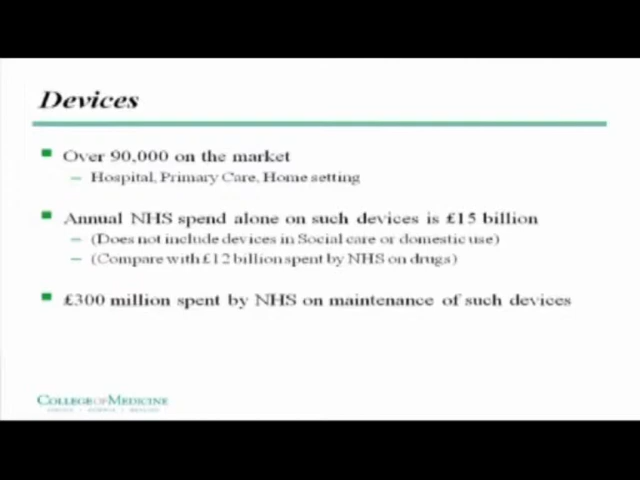 Devices
Over 90,000 on the market
– Hospital, Primary Care, Home setting
Annual NHS spend alone on such devices is £15 billion
– (Does not include devices in Social care or domestic use)
– (Compare with £12 billion spent by NHS on drugs)
£300 million spent by NHS on maintenance of such devices
COLLEGE OF MEDICINE